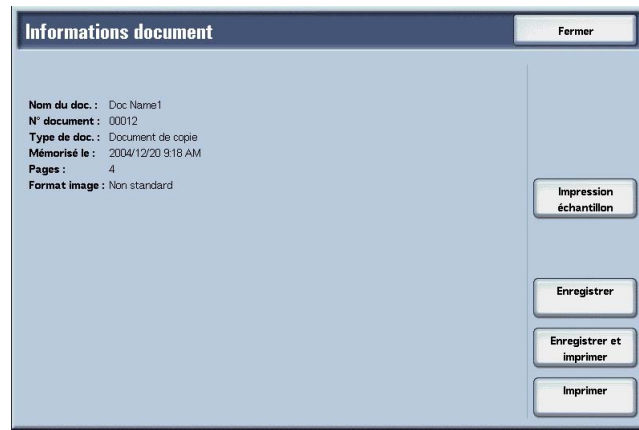 Informations document
Fermer
Nom du doc. : Doc Name1
N° document : 00012
Type de doc. : Document de copie
Mémorisé le : 2004/12/20 9:18 AM
Pages : 4
Format image : Non standard
Impression
échantillon
Enregistrer
Enregistrer et
imprimer
Imprimer